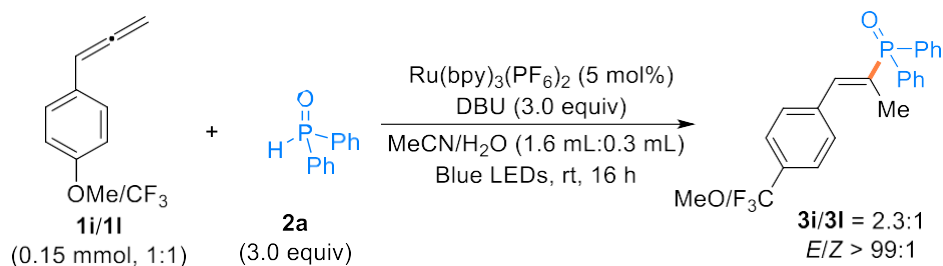 OMe/CF3
1i/1l
(0.15 mmol, 1:1)
+
O
H P Ph
Ph
2a
(3.0 equiv)
Ru(bpy)3(PF6)2 (5 mol%)
DBU (3.0 equiv)
MeCN/H2O (1.6 mL:0.3 mL)
Blue LEDs, rt, 16 h
O
P Ph
Ph
Me
MeO/F3C
3i/3l = 2.3:1
E/Z > 99:1